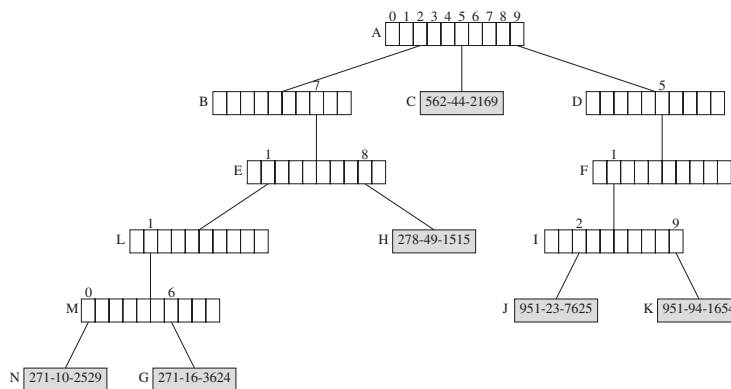 0 1 2 3 4 5 6 7 8 9
A
7
B
C 562-44-2169
5
D
1 8
E
1
F
1
L
H 278-49-1515
2 9
I
0 6
M
J 951-23-7625
K 951-94-1654
N 271-10-2529
G 271-16-3624